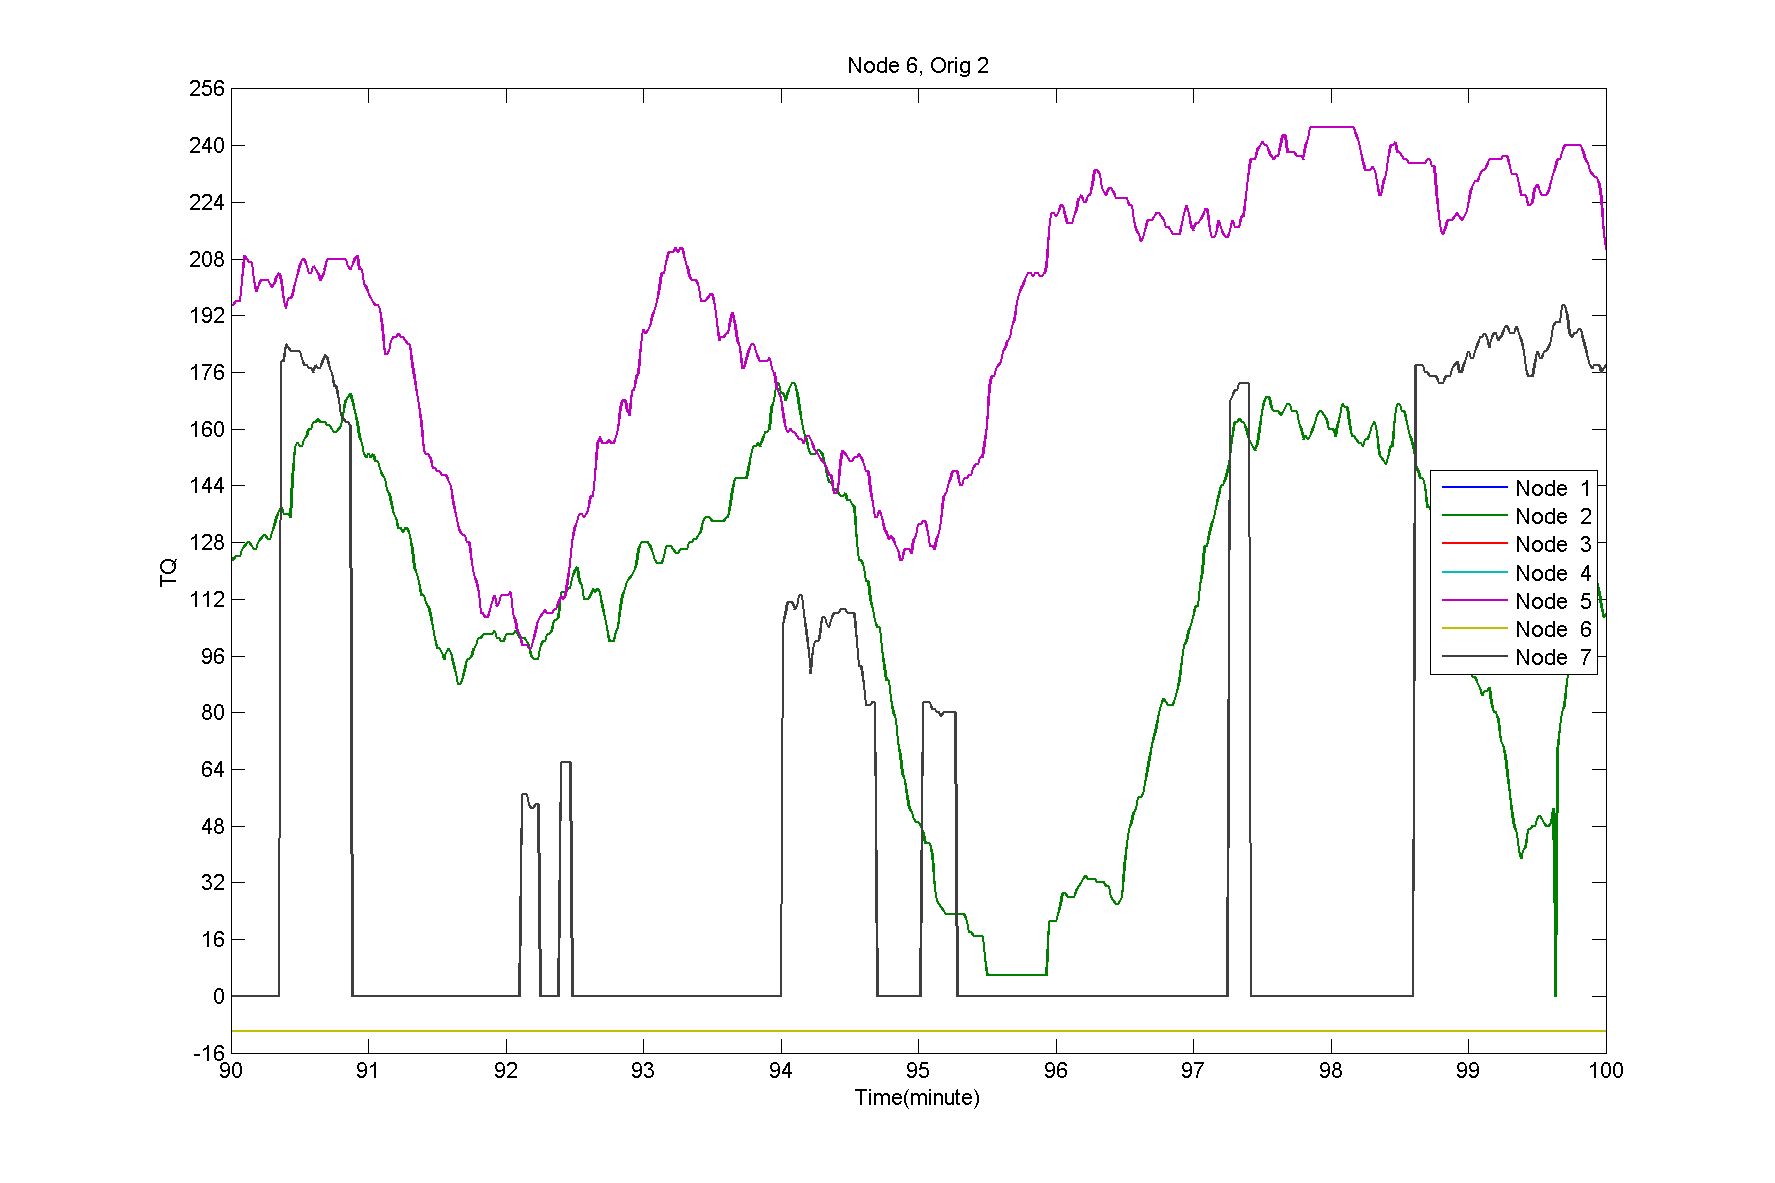 Node 6, Orig 2
256
240
224
208
192
176
160
144
128
112
96
80
64
48
32
16
0
-16
TQ
Node 1
Node 2
Node 3
Node 4
Node 5
Node 6
Node 7
90 91 92 93 94 95 96 97 98 99 100
Time(minute)